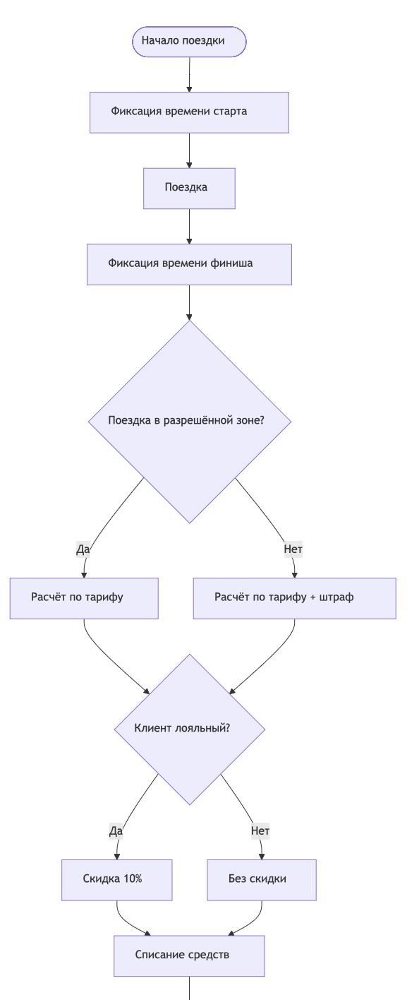 Начало поездки
Фиксация времени старта
Поездка
Фиксация времени финиша
Поездка в разрешённой зоне?
Да
Нет
Расчёт по тарифу
Расчёт по тарифу + штраф
Клиент лояльный?
Да
Нет
Скидка 10%
Без скидки
Списание средств